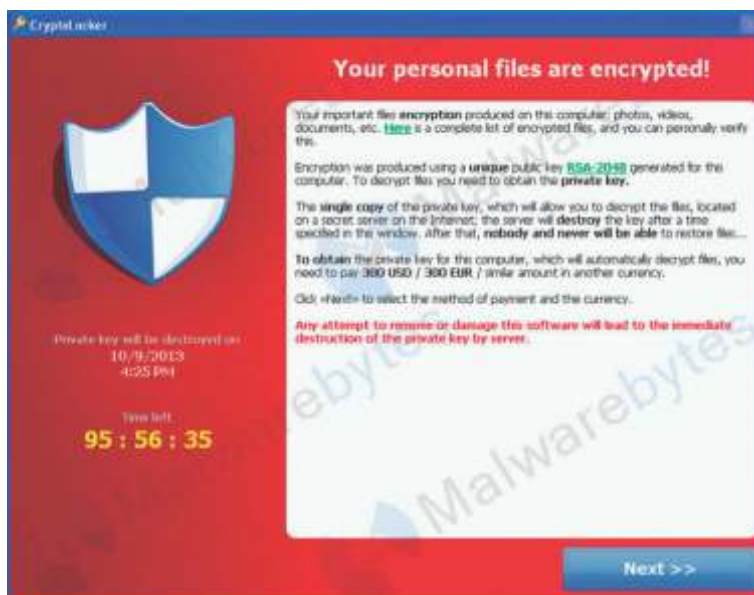 CryptoLocker
Your personal files are encrypted!
Your important files encryption produced on this computer: photos, videos,
documents, etc. Here is a complete list of encrypted files, and you can personally verify
this.
Encryption was produced using a unique public key RSA-2048 generated for this
computer. To decrypt files you need to obtain the private key.
The single copy of the private key, which will allow you to decrypt the files, located
on a secret server on the Internet; the server will destroy the key after a time
specified in this window. After that, nobody and never will be able to restore files...
To obtain the private key for this computer, which will automatically decrypt files, you
need to pay 300 USD / 300 EUR / similar amount in another currency.
Click «Next» to select the method of payment and the currency.
Any attempt to remove or damage this software will lead to the immediate
destruction of the private key by server.
Private key will be destroyed on
10/9/2013
4:25 PM
Time left
95 : 56 : 35
Next >>
Malwarebytes